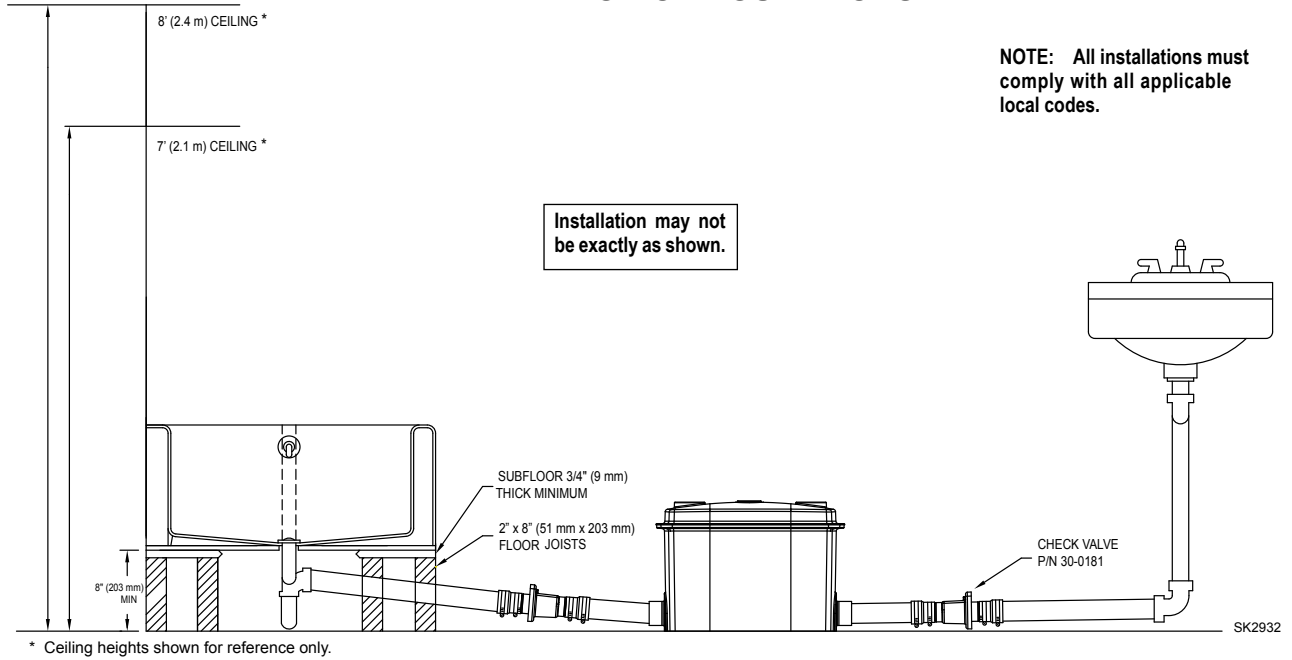 8' (2.4 m) CEILING *
NOTE: All installations must
comply with all applicable
local codes.
7' (2.1 m) CEILING *
Installation may not
be exactly as shown.
SUBFLOOR 3/4" (9 mm)
THICK MINIMUM
2" x 8" (51 mm x 203 mm)
FLOOR JOISTS
CHECK VALVE
P/N 30-0181
8" (203 mm)
MIN
SK2932
* Ceiling heights shown for reference only.